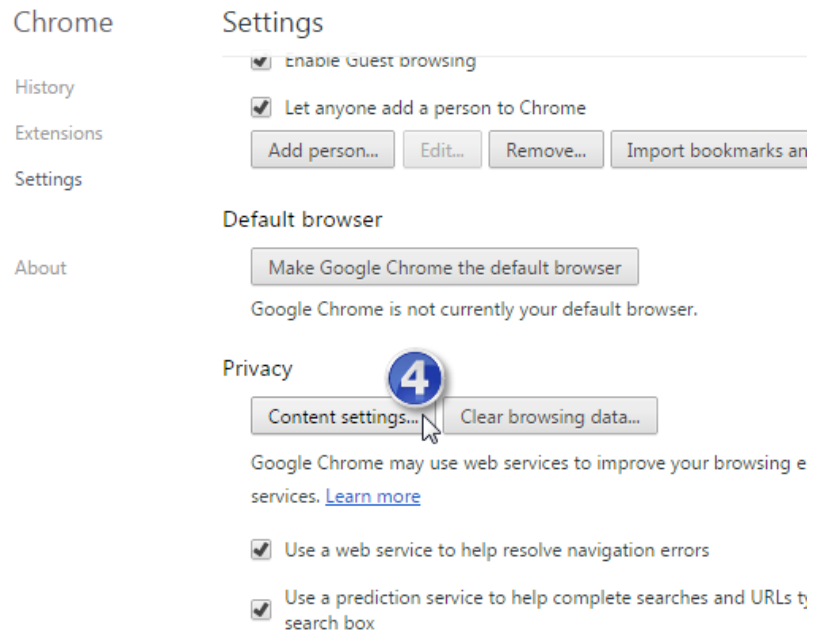 Chrome
Settings
History
Extensions
Settings
About
Enable Guest browsing
Let anyone add a person to Chrome
Add person... Edit... Remove... Import bookmarks an
Default browser
Make Google Chrome the default browser
Google Chrome is not currently your default browser.
Privacy
4
Content settings... Clear browsing data...
Google Chrome may use web services to improve your browsing e
services. Learn more
Use a web service to help resolve navigation errors
Use a prediction service to help complete searches and URLs ty
search box